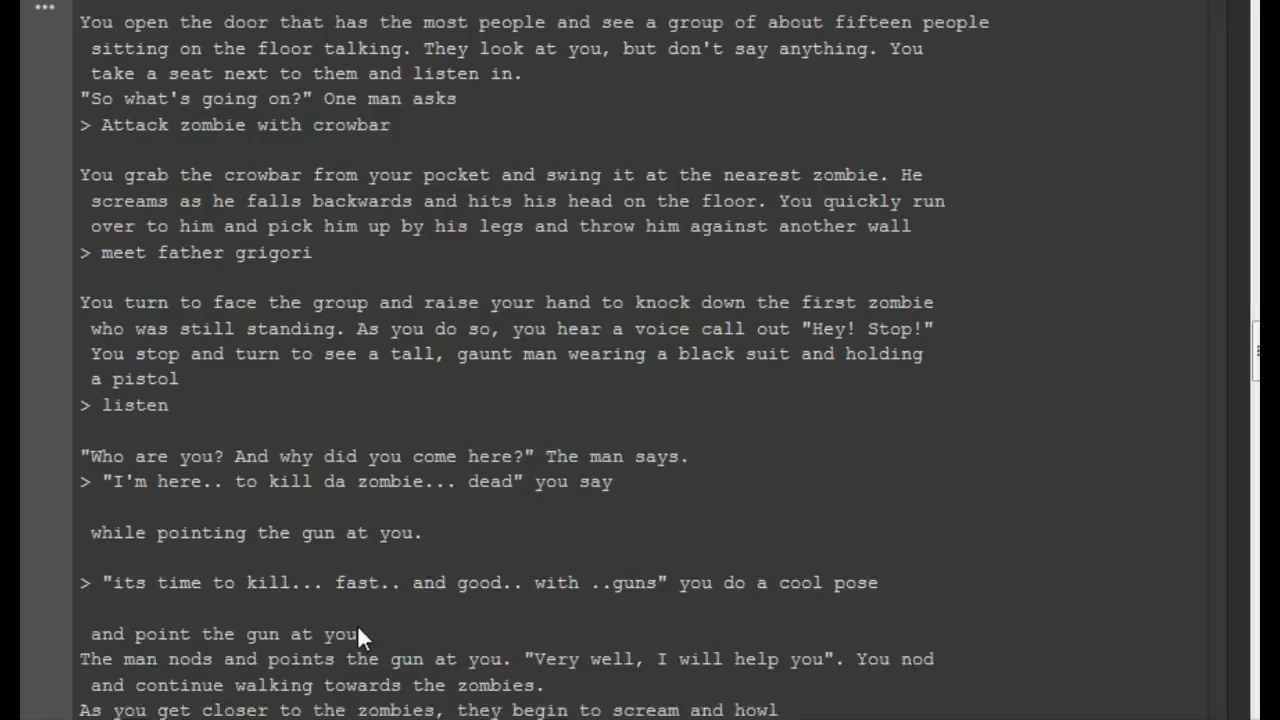 You open the door that has the most people and see a group of about fifteen people
sitting on the floor talking. They look at you, but don't say anything. You
take a seat next to them and listen in.
"So what's going on?" One man asks
> Attack zombie with crowbar
You grab the crowbar from your pocket and swing it at the nearest zombie. He
screams as he falls backwards and hits his head on the floor. You quickly run
over to him and pick him up by his legs and throw him against another wall
> meet father grigori
You turn to face the group and raise your hand to knock down the first zombie
who was still standing. As you do so, you hear a voice call out "Hey! Stop!"
You stop and turn to see a tall, gaunt man wearing a black suit and holding
a pistol
> listen
"Who are you? And why did you come here?" The man says.
> "I'm here.. to kill da zombie... dead" you say
while pointing the gun at you.
> "its time to kill... fast.. and good.. with ..guns" you do a cool pose
and point the gun at you
The man nods and points the gun at you. "Very well, I will help you". You nod
and continue walking towards the zombies.
As you get closer to the zombies, they begin to scream and howl